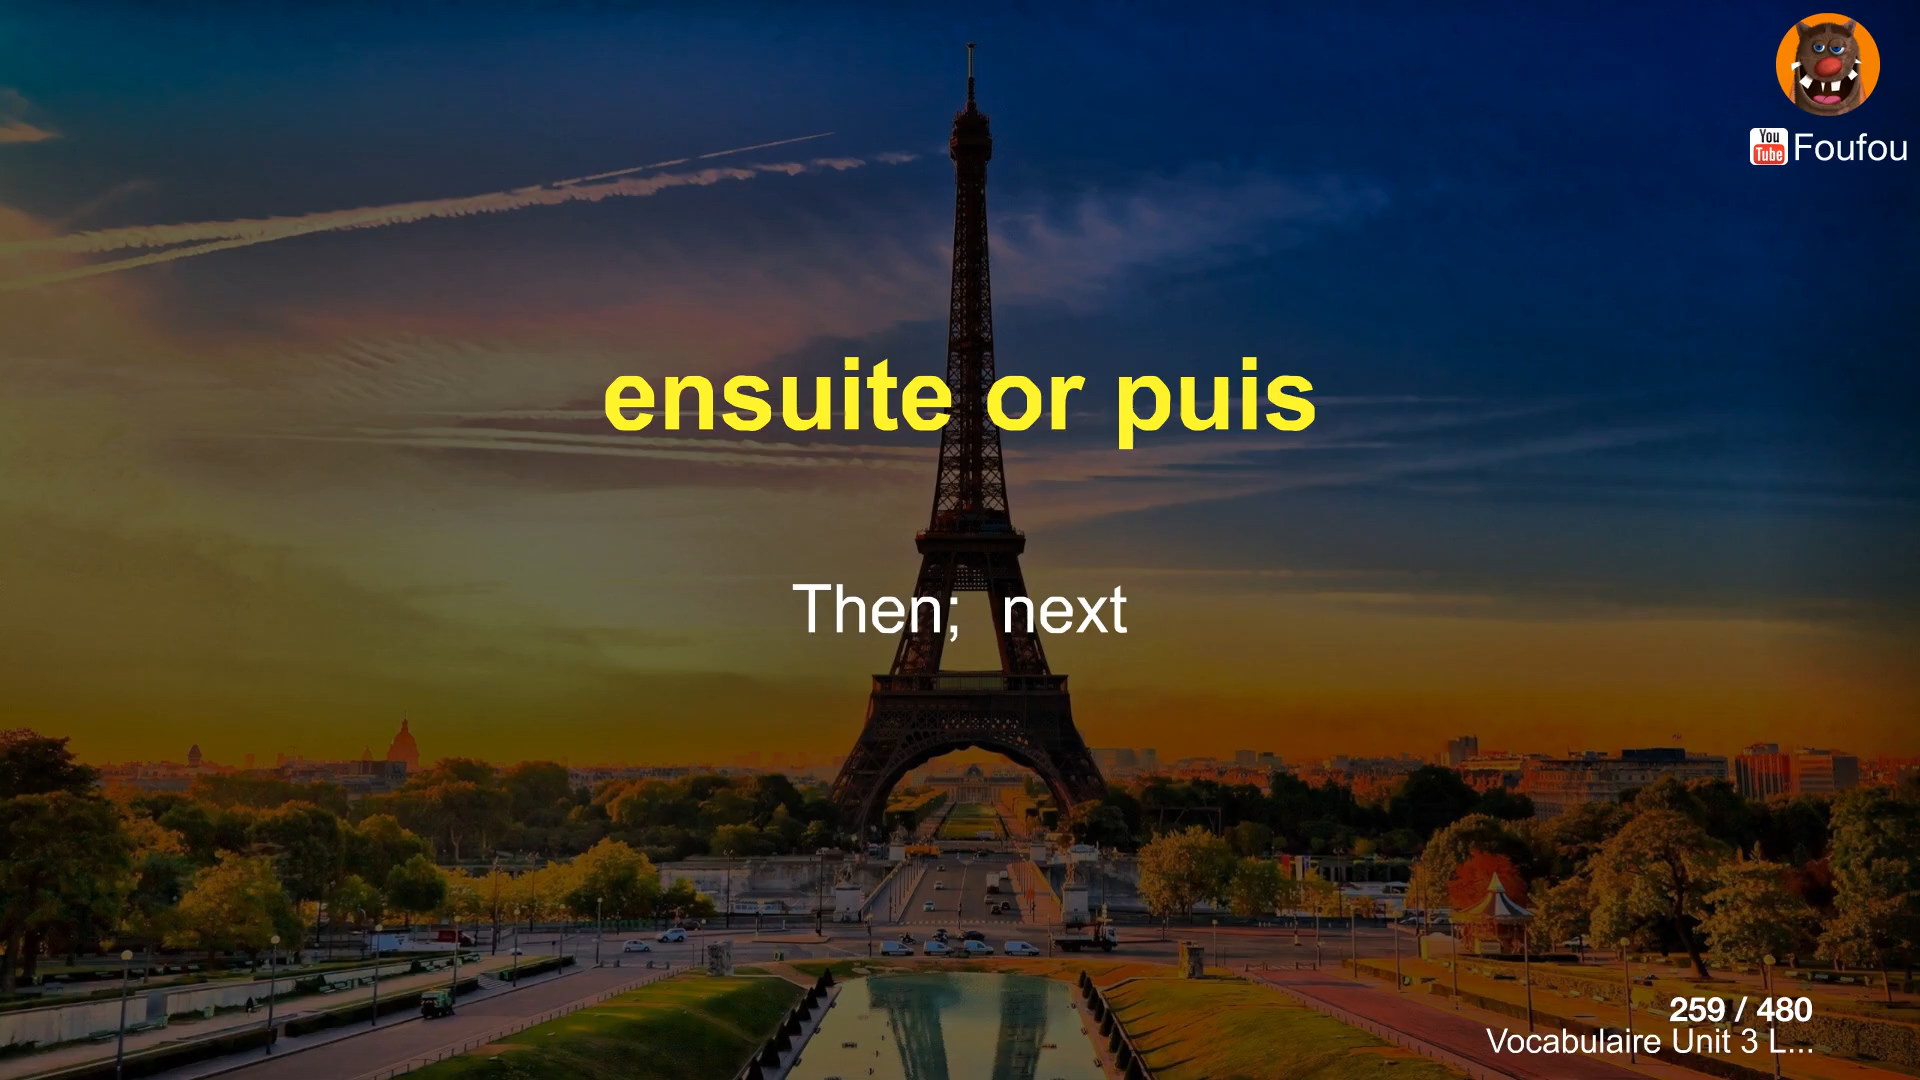 You
Tube Foufou
ensuite or puis
Then; next
259 / 480
Vocabulaire Unit 3 L...